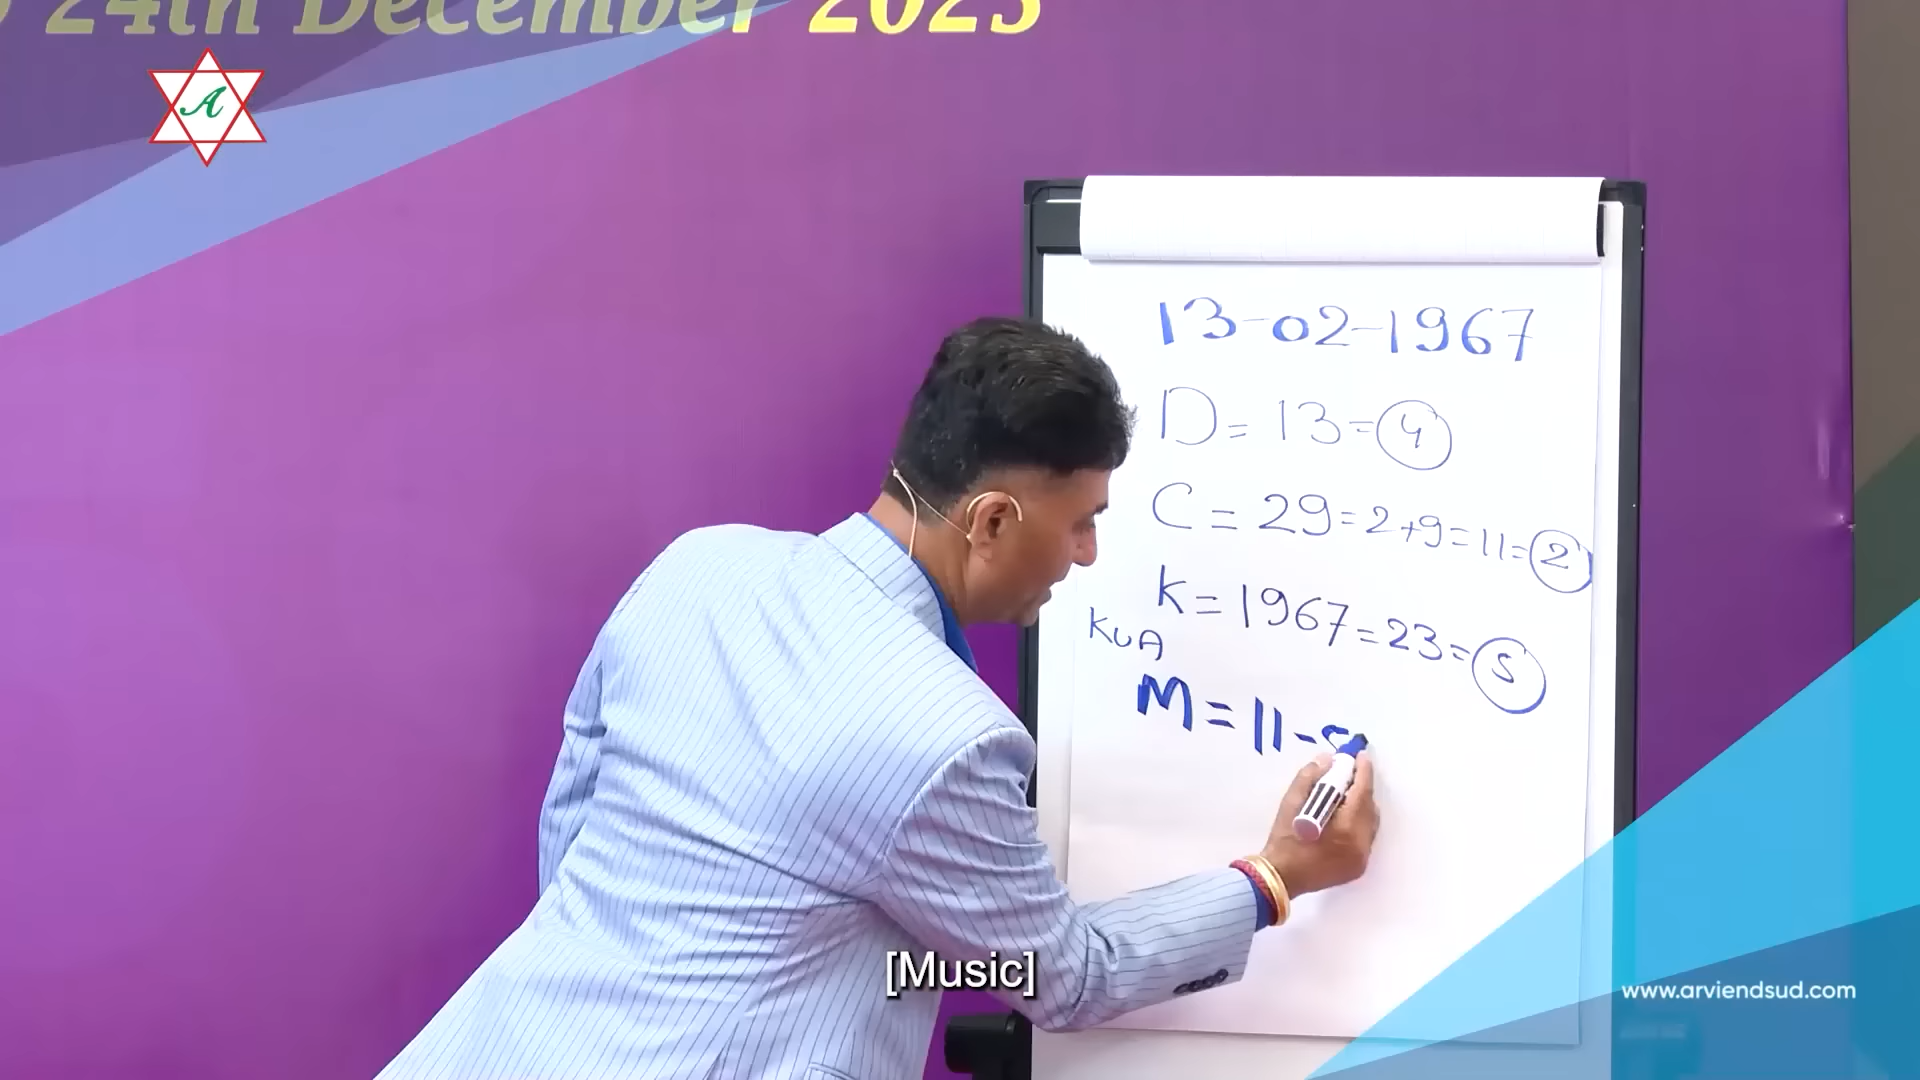 24th December 2023
A
13-02-1967
D = 13 = 4
C = 29 = 2+9 = 11 = 2
K = 1967 = 23 = 5
KUA
M = 11-5
[Music]
www.arviendsud.com